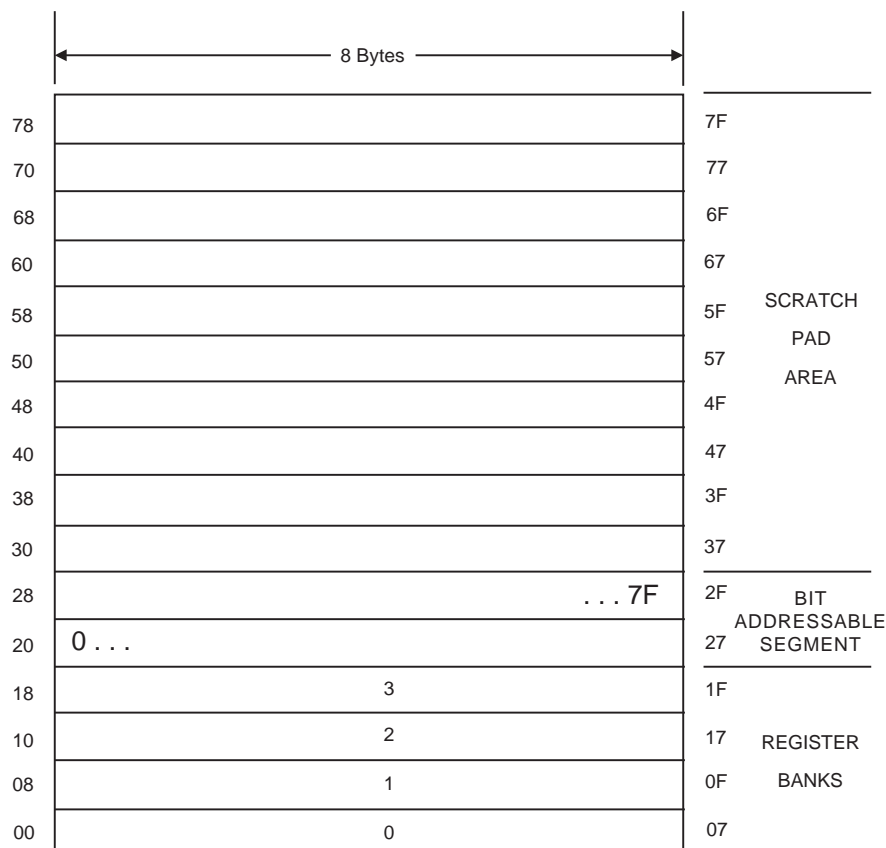 8 Bytes
78 7F
70 77
68 6F
60 67
58 5F SCRATCH
PAD
50 57
AREA
48 4F
40 47
38 3F
30 37
28 . . . 7F 2F BIT
ADDRESSABLE
20 0 . . . 27 SEGMENT
18 3 1F
10 2 17 REGISTER
08 1 0F BANKS
00 0 07